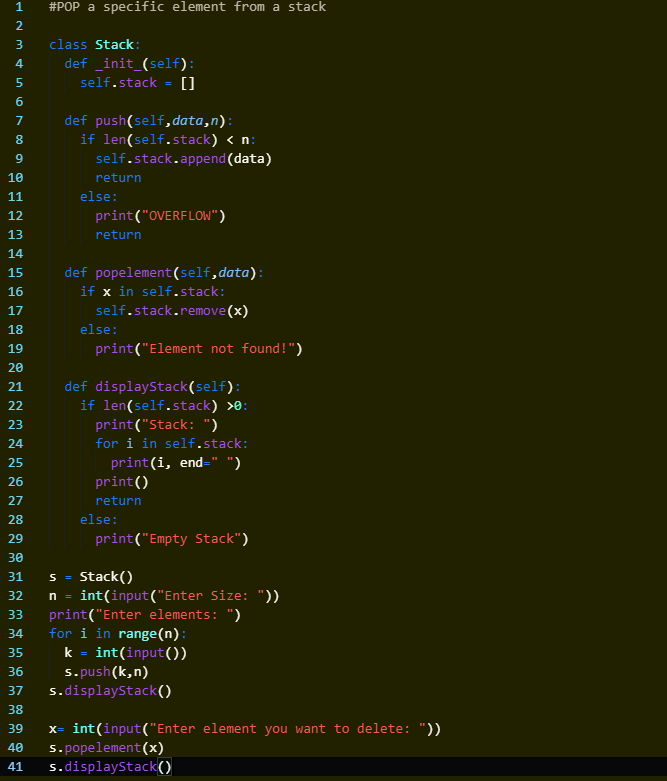 1 #POP a specific element from a stack
2
3 class Stack:
4   def _init_(self):
5     self.stack = []
6
7   def push(self,data,n):
8     if len(self.stack) < n:
9       self.stack.append(data)
10       return
11     else:
12       print("OVERFLOW")
13       return
14
15   def popelement(self,data):
16     if x in self.stack:
17       self.stack.remove(x)
18     else:
19       print("Element not found!")
20
21   def displayStack(self):
22     if len(self.stack) >0:
23       print("Stack: ")
24       for i in self.stack:
25         print(i, end=" ")
26       print()
27       return
28     else:
29       print("Empty Stack")
30
31 s = Stack()
32 n = int(input("Enter Size: "))
33 print("Enter elements: ")
34 for i in range(n):
35   k = int(input())
36   s.push(k,n)
37 s.displayStack()
38
39 x= int(input("Enter element you want to delete: "))
40 s.popelement(x)
41 s.displayStack()